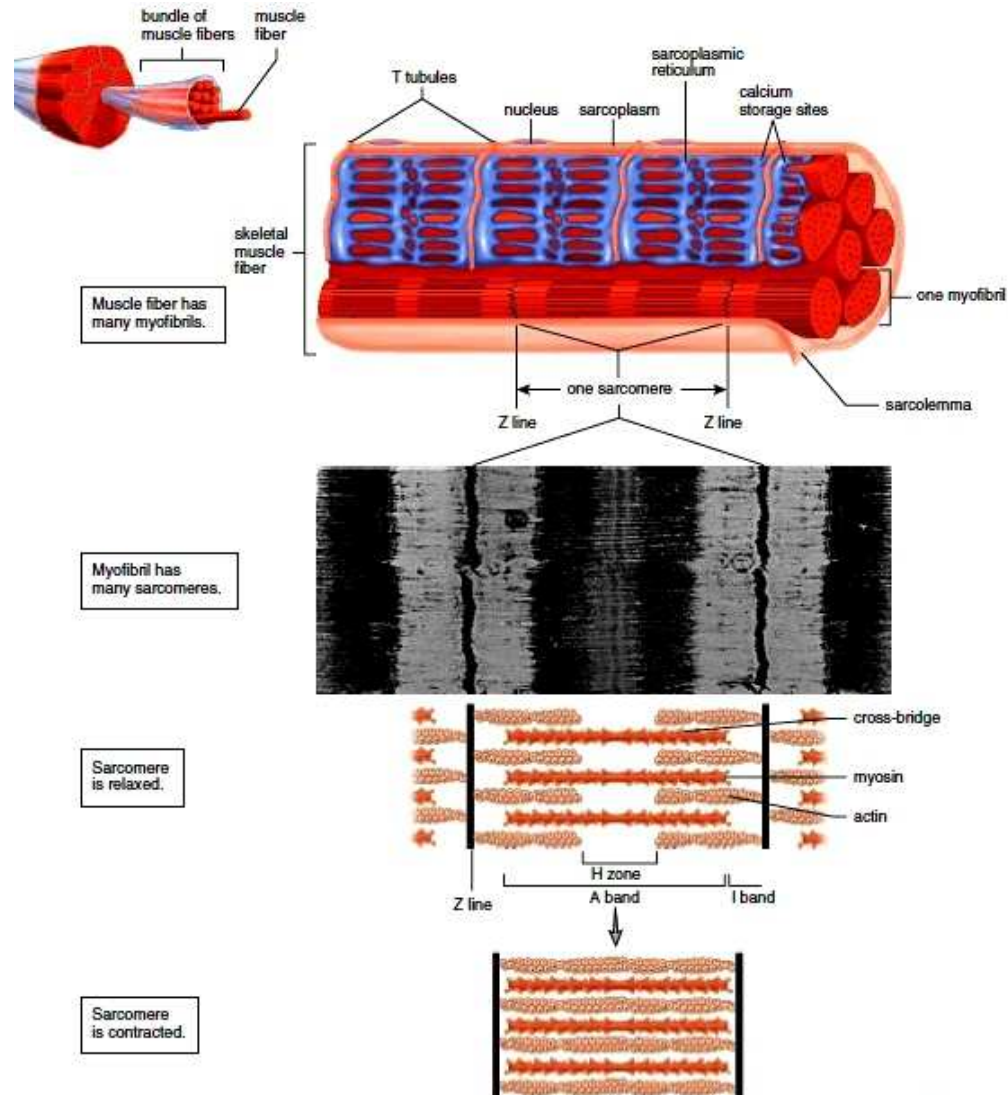 bundle of
muscle fibers
muscle
fiber
T tubules
nucleus
sarcoplasm
sarcoplasmic
reticulum
calcium
storage sites
skeletal
muscle
fiber
Muscle fiber has
many myofibrils.
one myofibril
one sarcomere
sarcolemma
Z line
Z line
Myofibril has
many sarcomeres.
cross-bridge
Sarcomere
is relaxed.
myosin
actin
H zone
Z line
A band
I band
Sarcomere
is contracted.